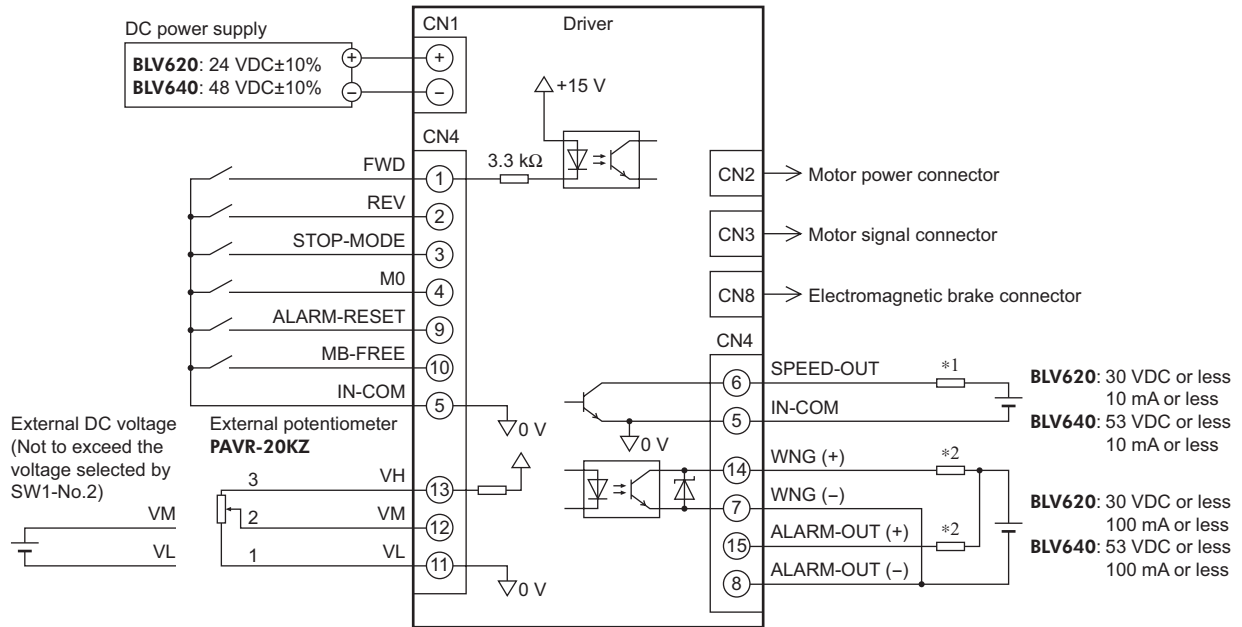 DC power supply
BLV620: 24 VDC±10%
BLV640: 48 VDC±10%
+
−
CN1
+
−
Driver
+15 V
CN4
FWD
1
3.3 kΩ
REV
2
STOP-MODE
3
M0
4
ALARM-RESET
9
MB-FREE
10
IN-COM
5
0 V
External DC voltage
(Not to exceed the
voltage selected by
SW1-No.2)
VM
VL
External potentiometer
PAVR-20KZ
3
VH
13
2
VM
12
1
VL
11
0 V
CN2
Motor power connector
CN3
Motor signal connector
CN8
Electromagnetic brake connector
CN4
6
SPEED-OUT
*1
5
IN-COM
0 V
BLV620: 30 VDC or less
10 mA or less
BLV640: 53 VDC or less
10 mA or less
14
WNG (+)
*2
7
WNG (−)
15
ALARM-OUT (+)
*2
8
ALARM-OUT (−)
BLV620: 30 VDC or less
100 mA or less
BLV640: 53 VDC or less
100 mA or less